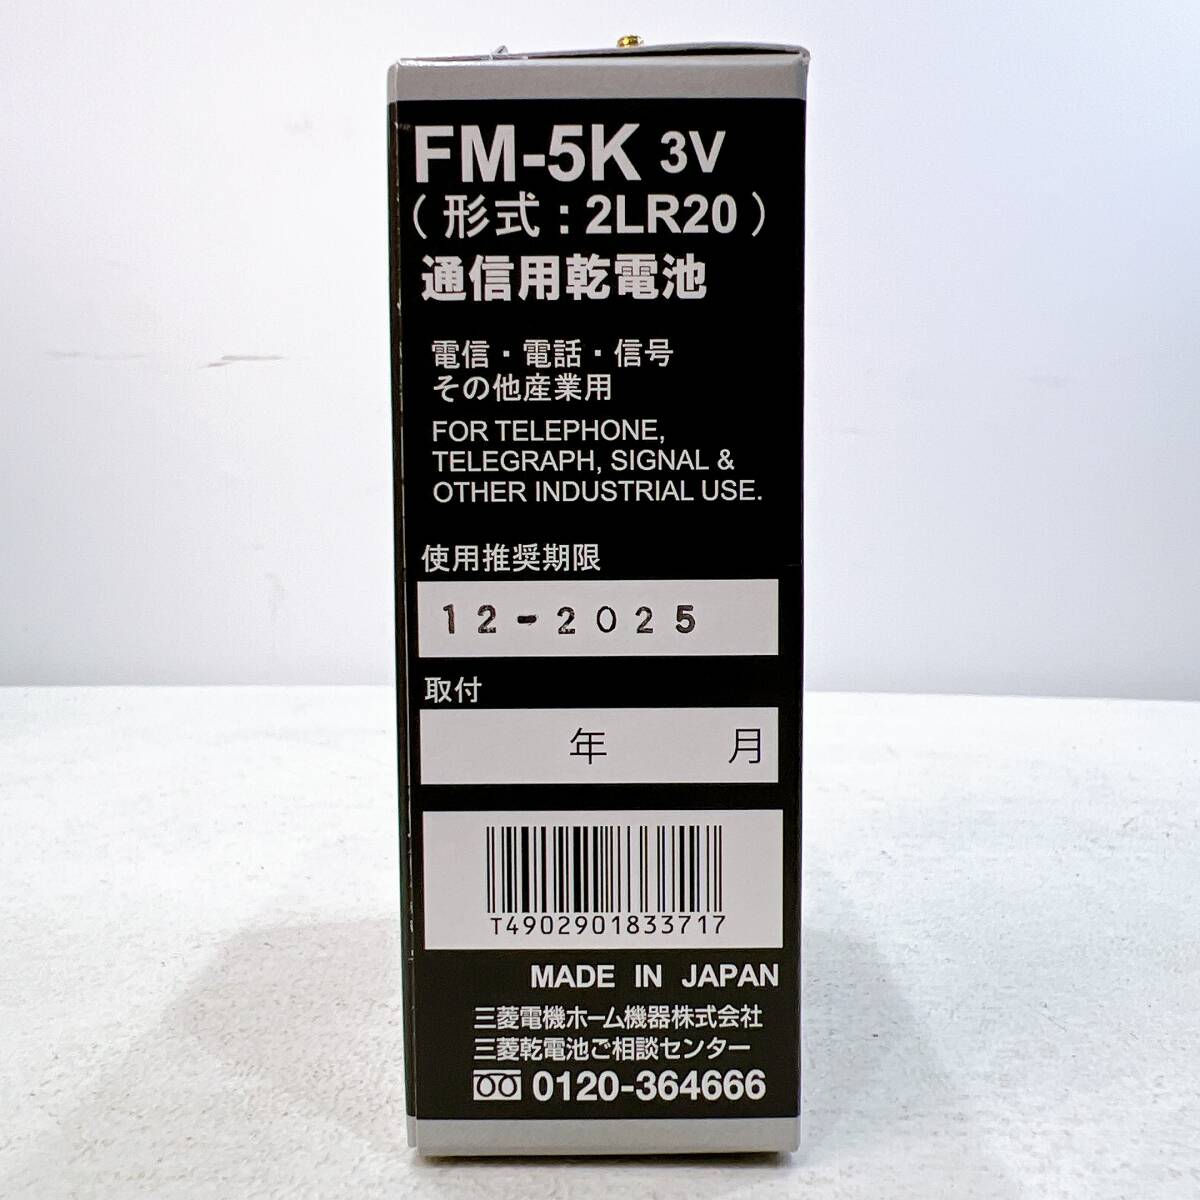 FM-5K 3V
(形式:2LR20)
通信用乾電池
電信・電話・信号
その他産業用
FOR TELEPHONE,
TELEGRAPH, SIGNAL &
OTHER INDUSTRIAL USE.
使用推奨期限
12-2025
取付
年 月
T4902901833717
MADE IN JAPAN
三菱電機ホーム機器株式会社
三菱乾電池ご相談センター
0120-364666